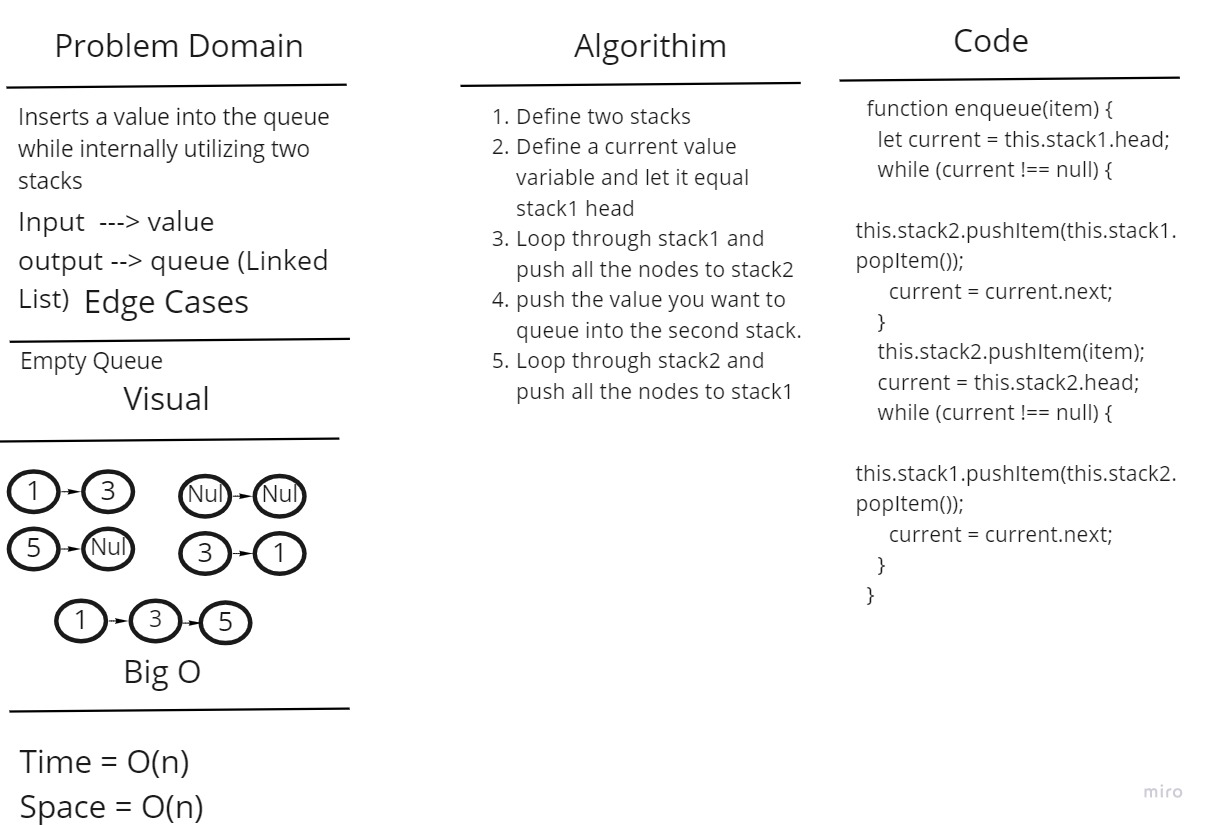 Problem Domain
Inserts a value into the queue
while internally utilizing two
stacks
Input ---> value
output --> queue (Linked
List)
Edge Cases
Empty Queue
Visual
1 3
Nul Nul
5 Nul
3 1
1 3 5
Big O
Time = O(n)
Space = O(n)
Algorithim
1. Define two stacks
2. Define a current value
variable and let it equal
stack1 head
3. Loop through stack1 and
push all the nodes to stack2
4. push the value you want to
queue into the second stack.
5. Loop through stack2 and
push all the nodes to stack1
Code
function enqueue(item) {
let current = this.stack1.head;
while (current !== null) {
this.stack2.pushItem(this.stack1.
popItem());
current = current.next;
}
this.stack2.pushItem(item);
current = this.stack2.head;
while (current !== null) {
this.stack1.pushItem(this.stack2.
popItem());
current = current.next;
}
}
miro